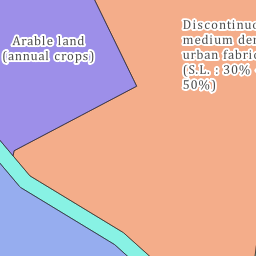 Arable land
(annual crops)
Discontinuo
medium den
urban fabric
(S.L. : 30% -
50%)